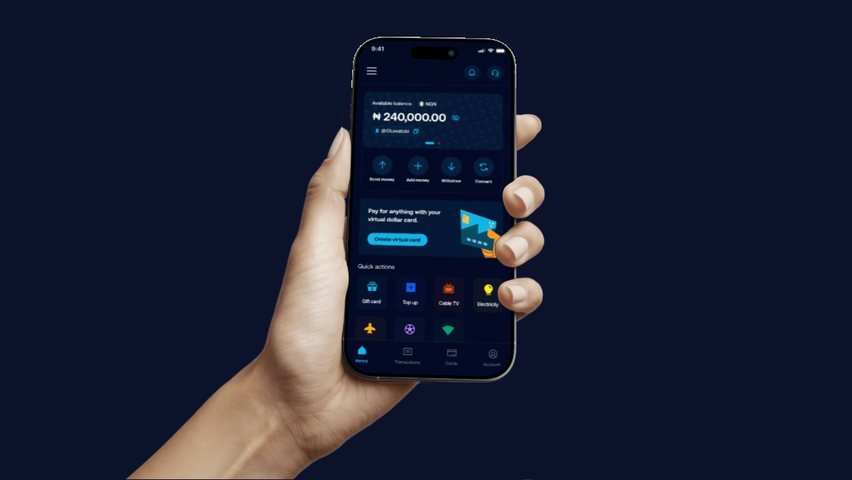 9:41
Available balance NGN
₦ 240,000.00
@Oluwatobi
Send money Add money Withdraw Convert
Pay for anything with your
virtual dollar card.
Create virtual card
Quick actions
Gift card Top up Cable TV Electricity
Home Transactions Cards Account